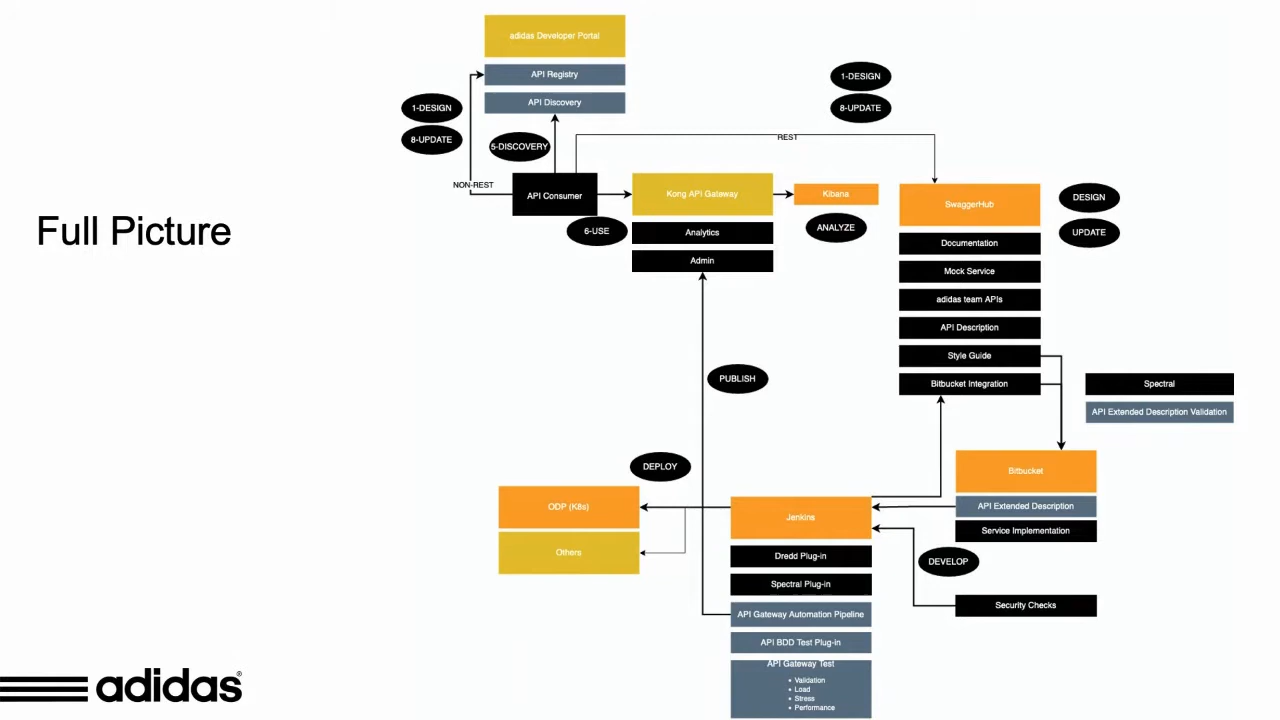 adidas Developer Portal
API Registry
API Discovery
1-DESIGN
8-UPDATE
5-DISCOVERY
NON-REST
API Consumer
6-USE
1-DESIGN
8-UPDATE
REST
Kong API Gateway
Analytics
Admin
Kibana
ANALYZE
SwaggerHub
Documentation
Mock Service
adidas team APIs
API Description
Style Guide
Bitbucket Integration
DESIGN
UPDATE
Full Picture
PUBLISH
Spectral
API Extended Description Validation
DEPLOY
ODP (K8s)
Others
Jenkins
Dredd Plug-in
Spectral Plug-in
API Gateway Automation Pipeline
API BDD Test Plug-in
API Gateway Test
• Validation
• Load
• Stress
• Performance
Bitbucket
API Extended Description
Service Implementation
DEVELOP
Security Checks
adidas®